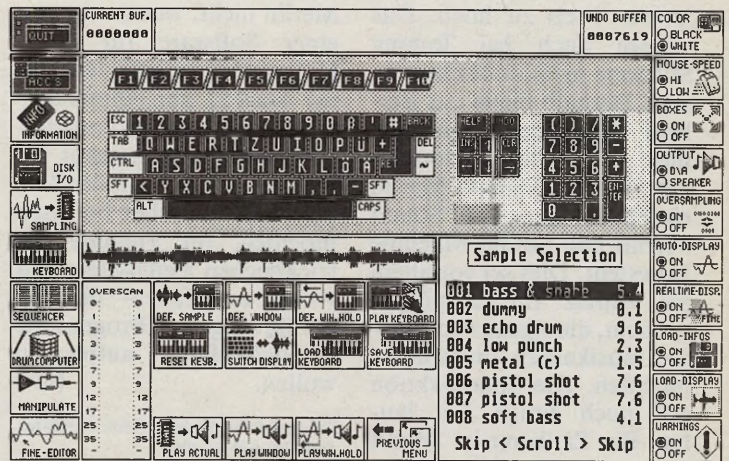 QUIT
CURRENT BUF.
0000000
UNDO BUFFER
0007619
COLOR
BLACK
WHITE
ACC'S
F1 F2 F3 F4 F5 F6 F7 F8 F9 F10
MOUSE-SPEED
HI
LOW
INFO
INFORMATION
ESC 1 2 3 4 5 6 7 8 9 0 ß ' # BACK
TAB Q W E R T Z U I O P Ü + DEL
CTRL A S D F G H J K L Ö Ä RET ~
SFT < Y X C V B N M , . - SFT
ALT CAPS
HELP UNDO
INS ↑ CLR
← ↓ →
( ) / *
7 8 9 -
4 5 6 +
1 2 3 ENTER
0 .
BOXES
ON
OFF
DISK
I/O
OUTPUT
D\A
SPEAKER
SAMPLING
OVERSAMPLING
ON
OFF
KEYBOARD
Sample Selection
AUTO-DISPLAY
ON
OFF
SEQUENCER
OVERSCAN
DEF. SAMPLE
DEF. WINDOW
DEF. WIN.HOLD
PLAY KEYBOARD
001 bass & snare 5.4
002 dummy 0.1
003 echo drum 9.6
004 low punch 2.3
005 metal (c) 1.5
006 pistol shot 7.6
007 pistol shot 7.6
008 soft bass 4.1
REALTIME-DISP.
ON
OFF
FINE
DRUMCOMPUTER
RESET KEYB.
SWITCH DISPLAY
LOAD KEYBOARD
SAVE KEYBOARD
LOAD-INFOS
ON
OFF
MANIPULATE
LOAD-DISPLAY
ON
OFF
FINE-EDITOR
PLAY ACTUAL
PLAY WINDOW
PLAY WIN.HOLD
PREVIOUS
MENU
Skip < Scroll > Skip
WARNINGS
ON
OFF